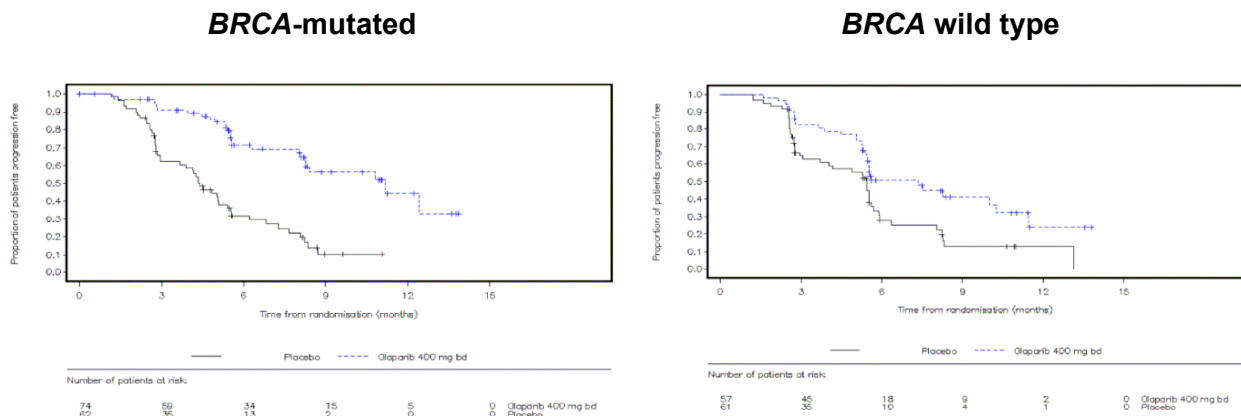 BRCA-mutated
BRCA wild type
Proportion of patients progression free
1.0
0.9
0.8
0.7
0.6
0.5
0.4
0.3
0.2
0.1
0.0
0 3 6 9 12 15
Time from randomisation (months)
Placebo Olaparib 400 mg bd
Number of patients at risk:
74 59 34 15 5 0 Olaparib 400 mg bd
62 35 13 2 0 0 Placebo
Proportion of patients progression free
1.0
0.9
0.8
0.7
0.6
0.5
0.4
0.3
0.2
0.1
0.0
0 3 6 9 12 15
Time from randomisation (months)
Placebo Olaparib 400 mg bd
Number of patients at risk:
57 45 18 9 2 0 Olaparib 400 mg bd
61 35 10 4 1 0 Placebo